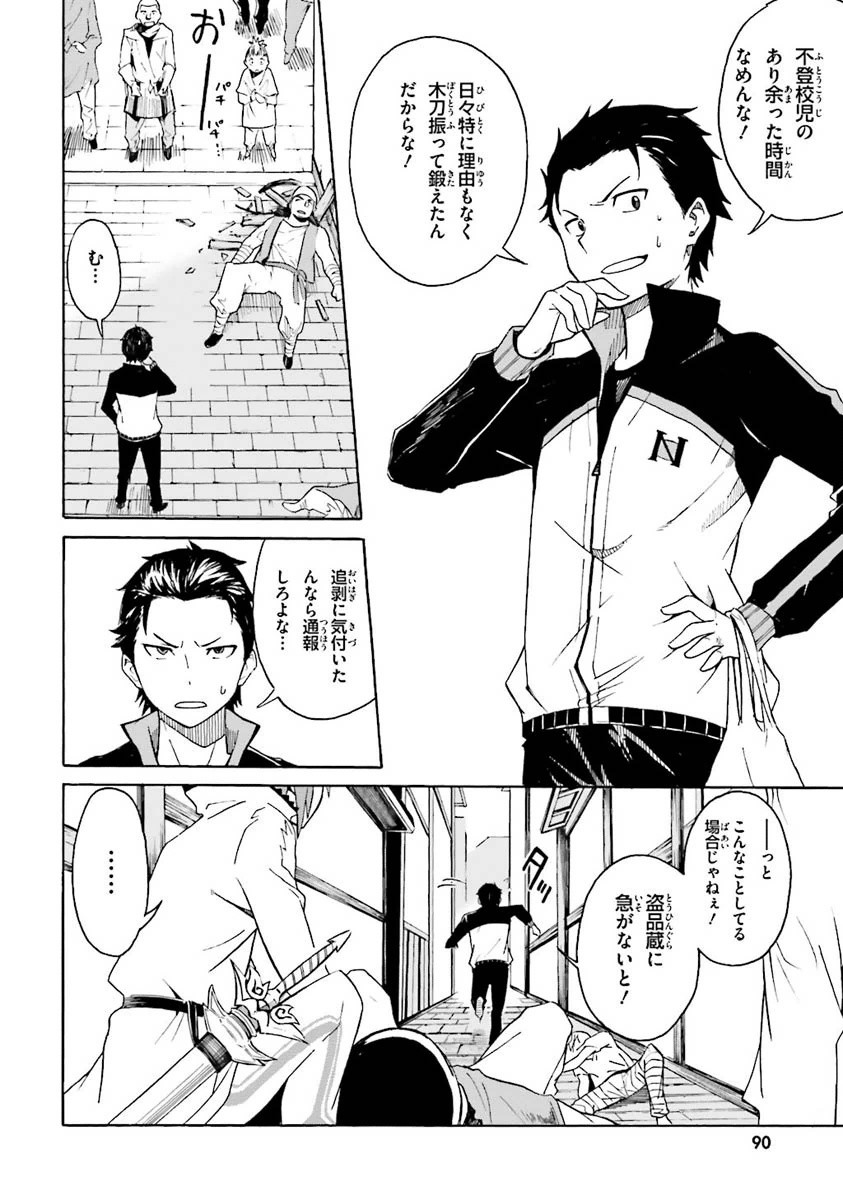 不登校児の
あり余った時間
なめんな！
日々特に理由もなく
木刀振って鍛えたん
だからな！
N
おー
パチ
パチ…
む…
追剥に気付いた
んなら通報
しろよな…
――っと
こんなことしてる
場合じゃねぇ！
盗品蔵に
急がないと！
タッ
……
90